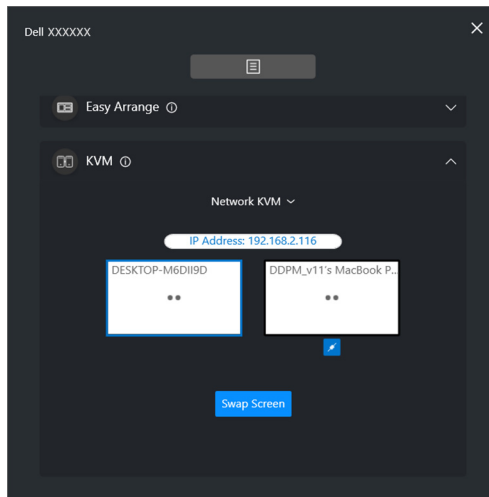 Dell XXXXXX
Easy Arrange
KVM
Network KVM
IP Address: 192.168.2.116
DESKTOP-M6DII9D
DDPM_v11's MacBook P..
Swap Screen